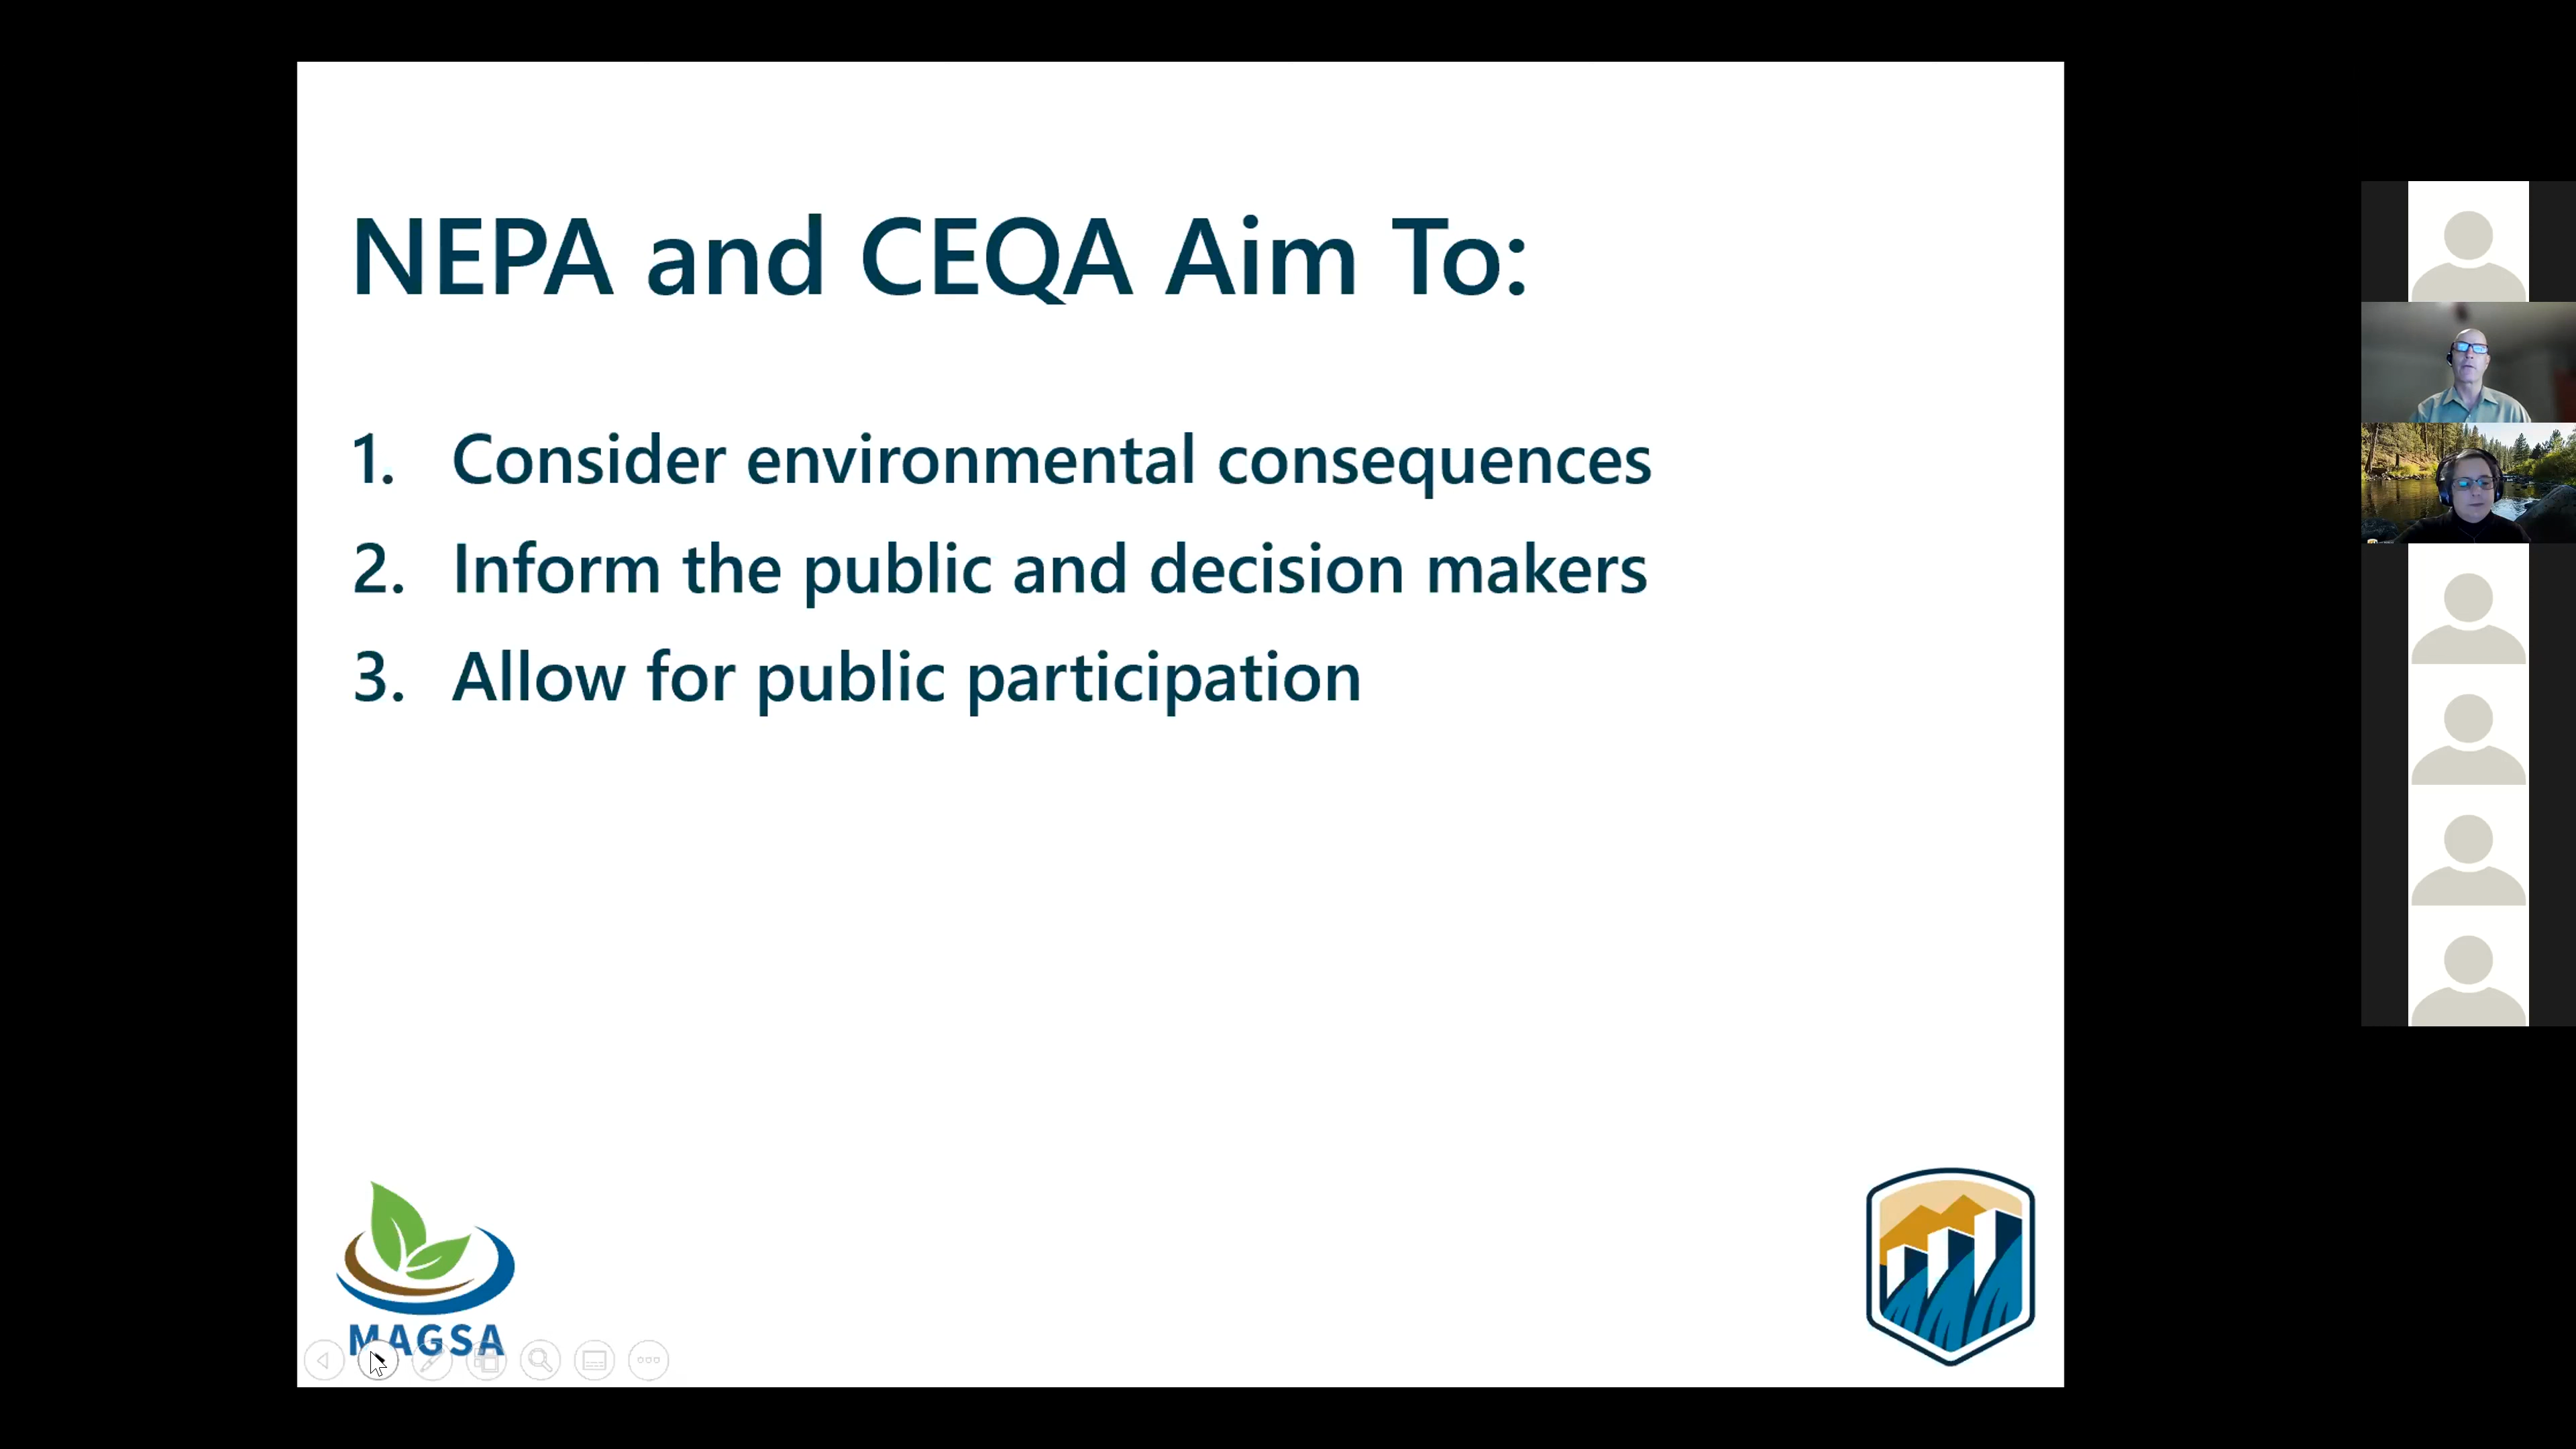 NEPA and CEQA Aim To:
1. Consider environmental consequences
2. Inform the public and decision makers
3. Allow for public participation
MAGSA